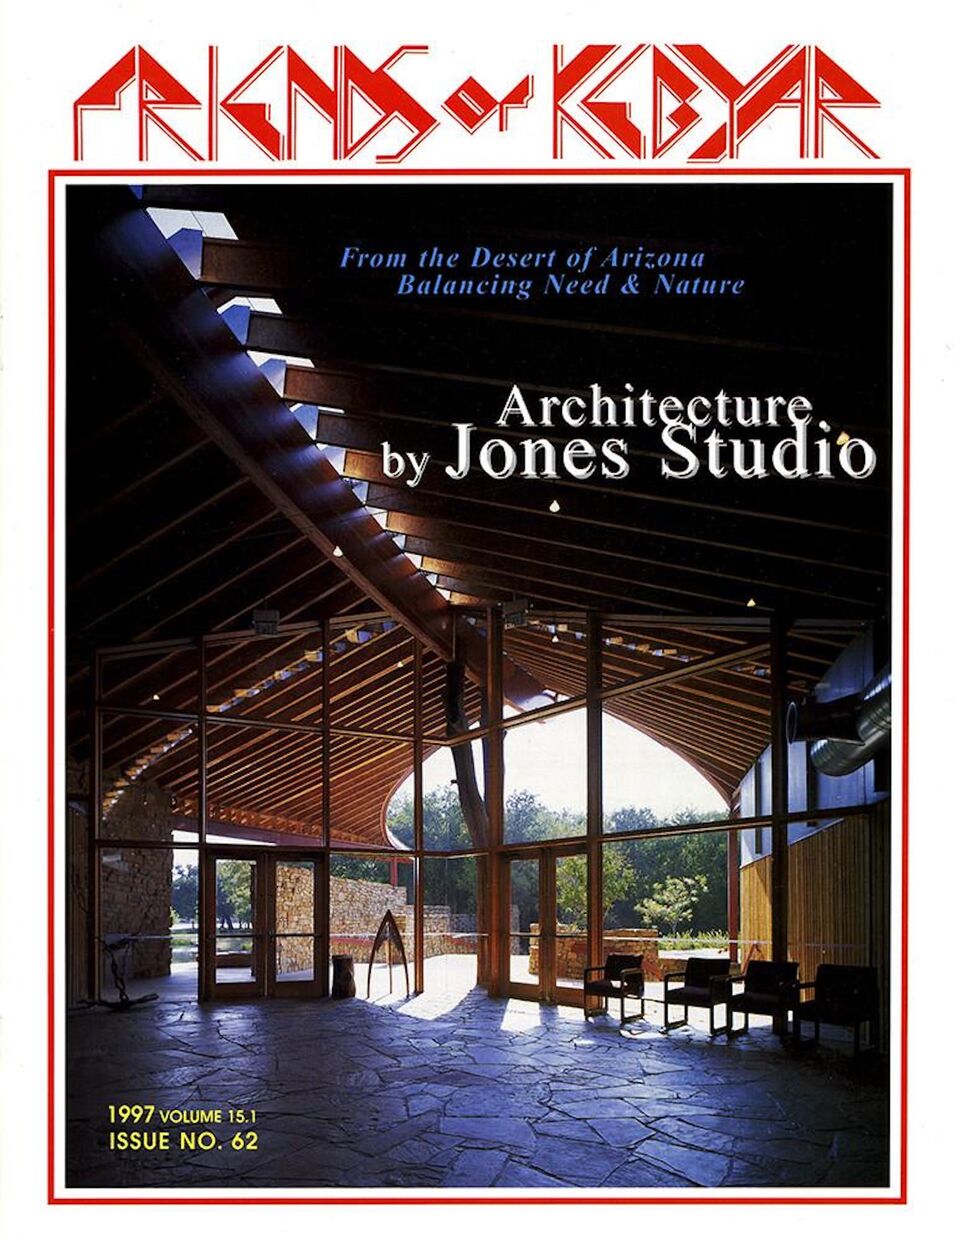 FRIENDS OF KEBYAR
From the Desert of Arizona
Balancing Need & Nature
Architecture
by Jones Studio
1997 VOLUME 15.1
ISSUE NO. 62